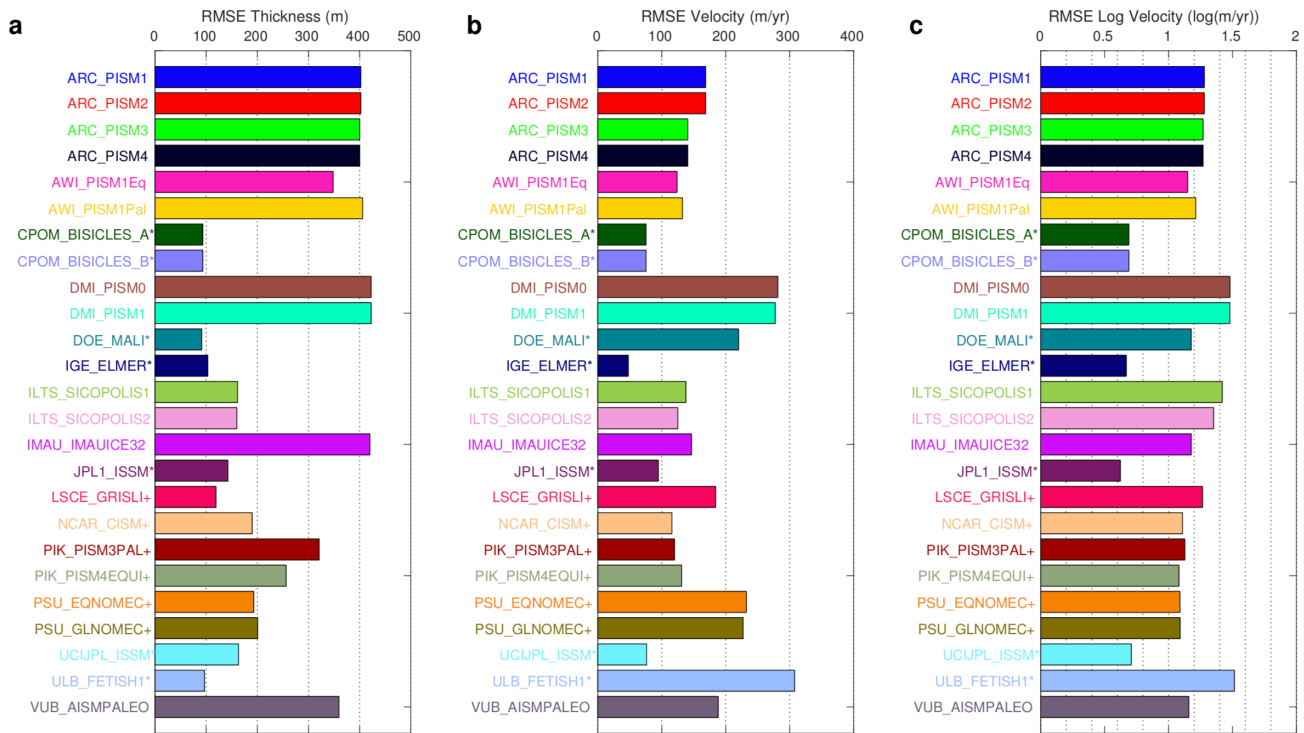 a
RMSE Thickness (m)
0 100 200 300 400 500
ARC_PISM1
ARC_PISM2
ARC_PISM3
ARC_PISM4
AWI_PISM1Eq
AWI_PISM1Pal
CPOM_BISICLES_A*
CPOM_BISICLES_B*
DMI_PISM0
DMI_PISM1
DOE_MALI*
IGE_ELMER*
ILTS_SICOPOLIS1
ILTS_SICOPOLIS2
IMAU_IMAUICE32
JPL1_ISSM*
LSCE_GRISLI+
NCAR_CISM+
PIK_PISM3PAL+
PIK_PISM4EQUI+
PSU_EQNOMEC+
PSU_GLNOMEC+
UCIJPL_ISSM*
ULB_FETISH1*
VUB_AISMPALEO
b
RMSE Velocity (m/yr)
0 100 200 300 400
ARC_PISM1
ARC_PISM2
ARC_PISM3
ARC_PISM4
AWI_PISM1Eq
AWI_PISM1Pal
CPOM_BISICLES_A*
CPOM_BISICLES_B*
DMI_PISM0
DMI_PISM1
DOE_MALI*
IGE_ELMER*
ILTS_SICOPOLIS1
ILTS_SICOPOLIS2
IMAU_IMAUICE32
JPL1_ISSM*
LSCE_GRISLI+
NCAR_CISM+
PIK_PISM3PAL+
PIK_PISM4EQUI+
PSU_EQNOMEC+
PSU_GLNOMEC+
UCIJPL_ISSM*
ULB_FETISH1*
VUB_AISMPALEO
c
RMSE Log Velocity (log(m/yr))
0 0.5 1 1.5 2
ARC_PISM1
ARC_PISM2
ARC_PISM3
ARC_PISM4
AWI_PISM1Eq
AWI_PISM1Pal
CPOM_BISICLES_A*
CPOM_BISICLES_B*
DMI_PISM0
DMI_PISM1
DOE_MALI*
IGE_ELMER*
ILTS_SICOPOLIS1
ILTS_SICOPOLIS2
IMAU_IMAUICE32
JPL1_ISSM*
LSCE_GRISLI+
NCAR_CISM+
PIK_PISM3PAL+
PIK_PISM4EQUI+
PSU_EQNOMEC+
PSU_GLNOMEC+
UCIJPL_ISSM*
ULB_FETISH1*
VUB_AISMPALEO